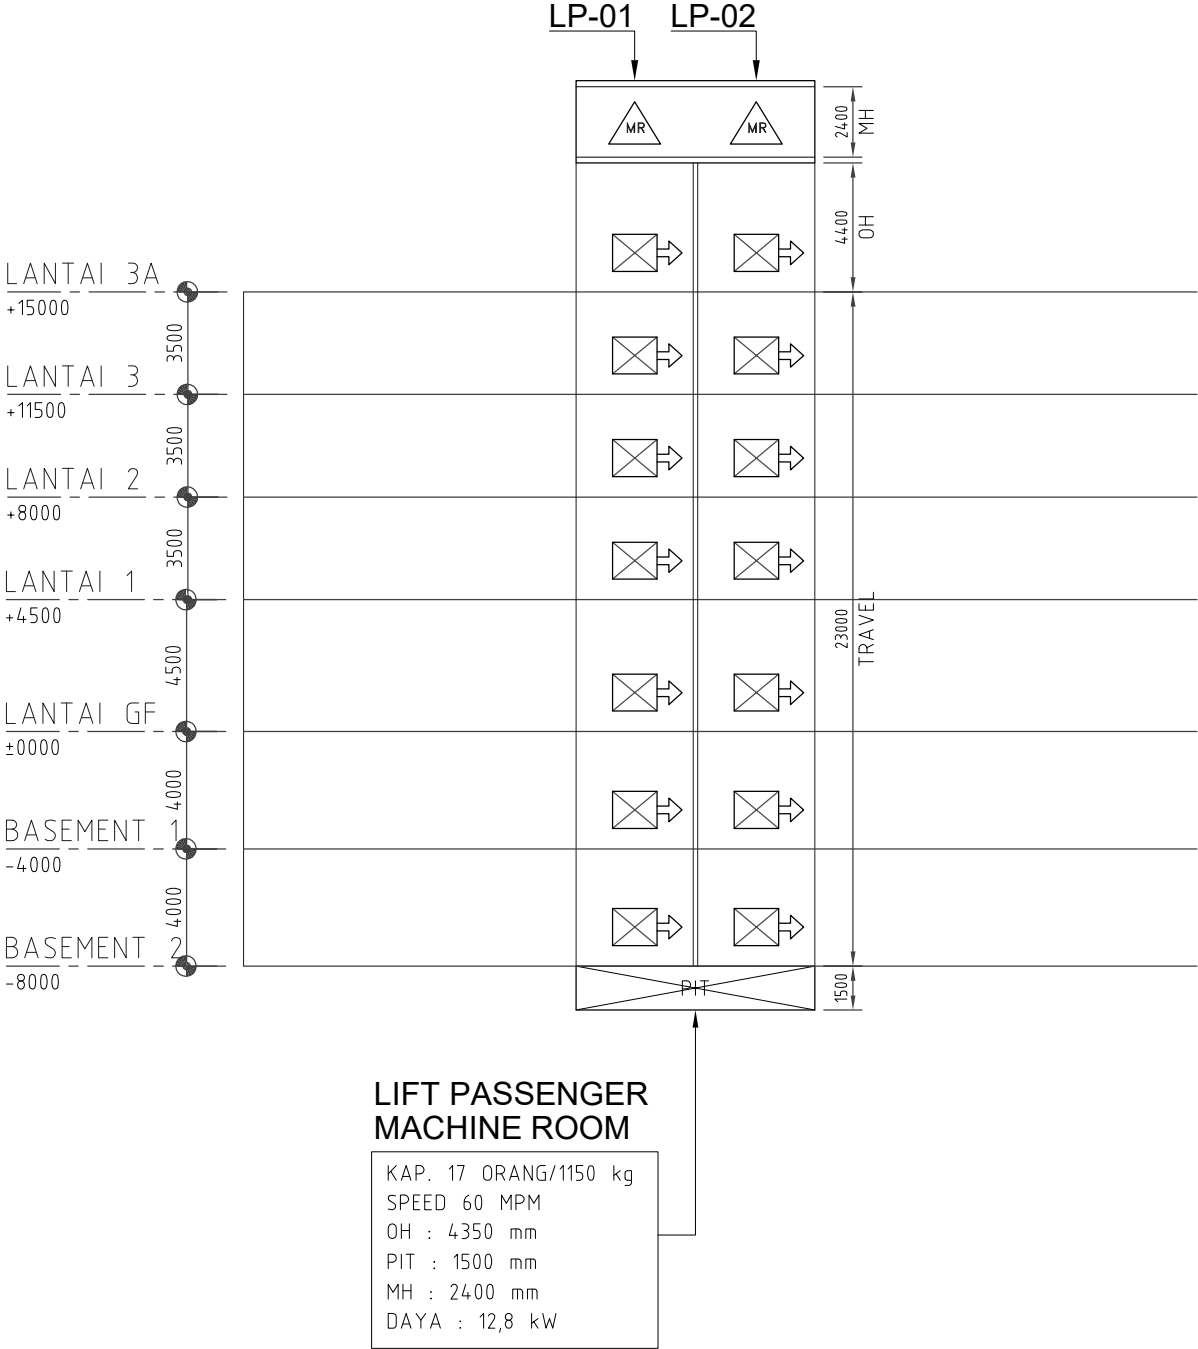 LP-01 LP-02
MR MR
2400
MH
4400
OH
LANTAI 3A
+15000
3500
LANTAI 3
+11500
3500
LANTAI 2
+8000
3500
LANTAI 1
+4500
23000
TRAVEL
4500
LANTAI GF
±0000
4000
BASEMENT 1
-4000
4000
BASEMENT 2
-8000
PIT
1500
LIFT PASSENGER
MACHINE ROOM
KAP. 17 ORANG/1150 kg
SPEED 60 MPM
OH : 4350 mm
PIT : 1500 mm
MH : 2400 mm
DAYA : 12,8 kW